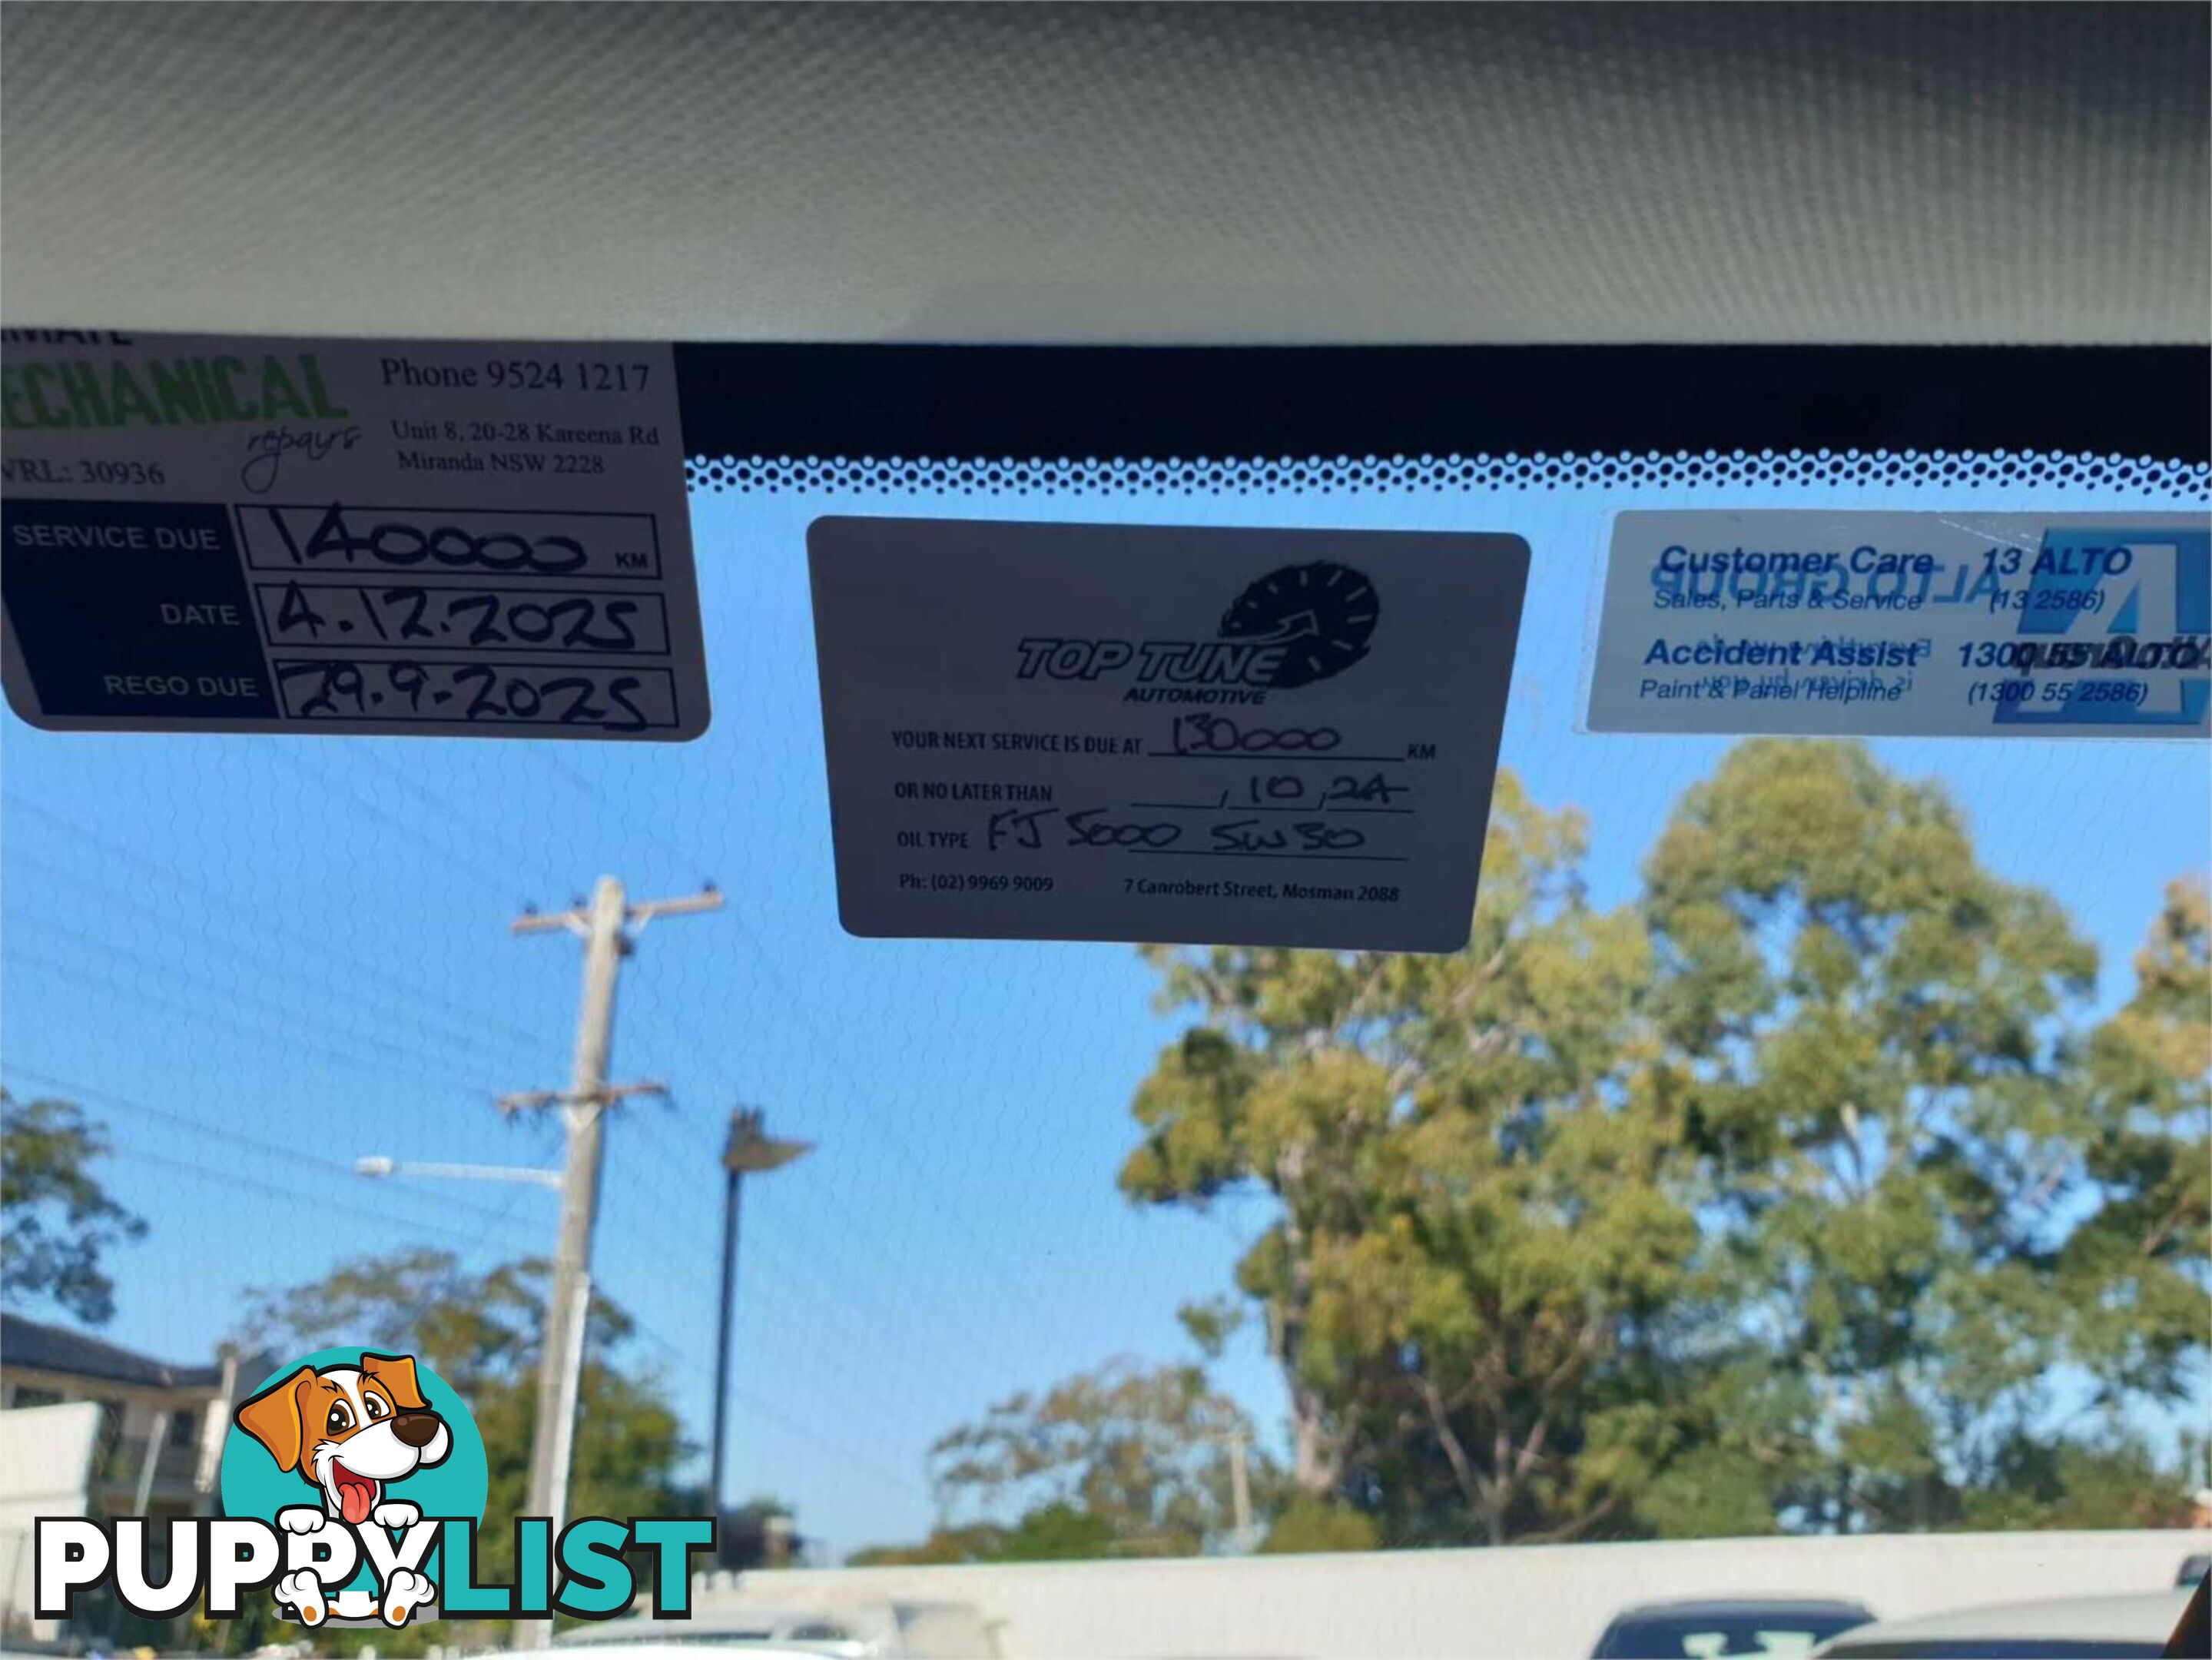 ECHANICAL
repairs
Phone 9524 1217
Unit 8, 20-28 Kareena Rd
Miranda NSW 2228
VRL: 30936
SERVICE DUE 140000 KM
DATE 4.12.2025
REGO DUE 29.9.2025
TOP TUNE
AUTOMOTIVE
YOUR NEXT SERVICE IS DUE AT 130000 KM
OR NO LATER THAN / 10 / 24
OIL TYPE FJ 5000 5W30
Ph: (02) 9969 9009 7 Canrobert Street, Mosman 2088
Customer Care 13 ALTO
Sales, Parts & Service (13 2586)
Accident Assist 1300 55 ALTO
Paint & Panel Helpline (1300 55 2586)
ALTO GROUP
PUPPYLIST